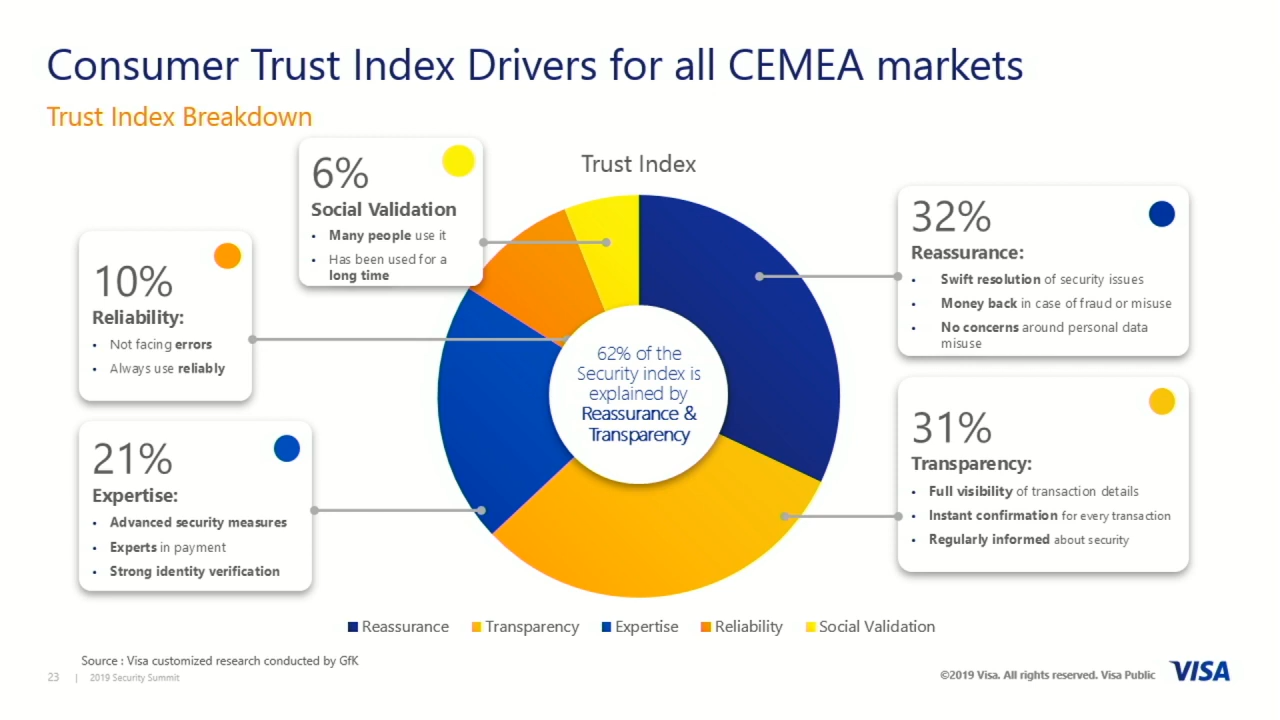 Consumer Trust Index Drivers for all CEMEA markets
Trust Index Breakdown
6%
Social Validation
• Many people use it
• Has been used for a
long time
Trust Index
32%
Reassurance:
• Swift resolution of security issues
• Money back in case of fraud or misuse
• No concerns around personal data
misuse
10%
Reliability:
• Not facing errors
• Always use reliably
62% of the
Security index is
explained by
Reassurance &
Transparency
31%
Transparency:
• Full visibility of transaction details
• Instant confirmation for every transaction
• Regularly informed about security
21%
Expertise:
• Advanced security measures
• Experts in payment
• Strong identity verification
Reassurance Transparency Expertise Reliability Social Validation
Source : Visa customized research conducted by GfK
23 | 2019 Security Summit
©2019 Visa. All rights reserved. Visa Public
VISA